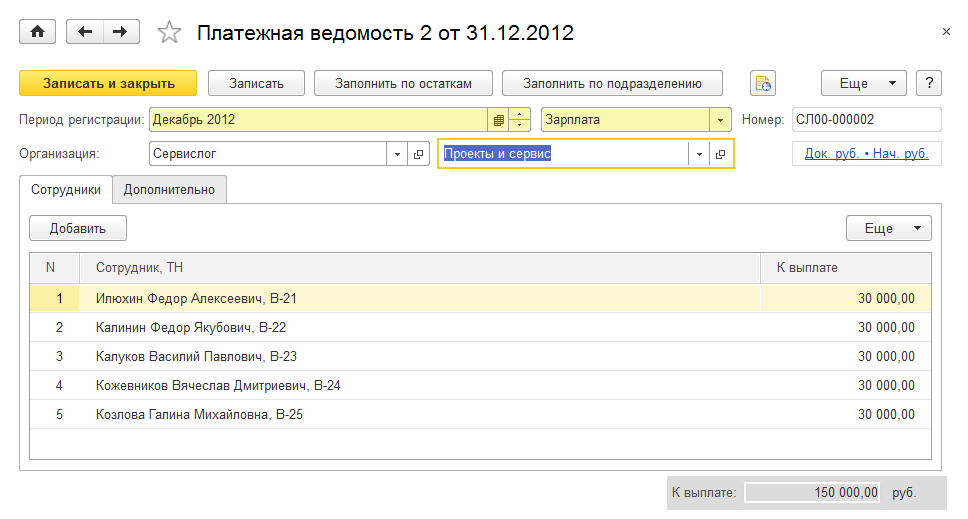 Платежная ведомость 2 от 31.12.2012
Записать и закрыть Записать Заполнить по остаткам Заполнить по подразделению Еще ?
Период регистрации: Декабрь 2012 Зарплата Номер: СЛ00-000002
Организация: Сервислог Проекты и сервис Док. руб. • Нач. руб.
Сотрудники Дополнительно
Добавить Еще
N Сотрудник, ТН К выплате
1 Илюхин Федор Алексеевич, В-21 30 000,00
2 Калинин Федор Якубович, В-22 30 000,00
3 Калуков Василий Павлович, В-23 30 000,00
4 Кожевников Вячеслав Дмитриевич, В-24 30 000,00
5 Козлова Галина Михайловна, В-25 30 000,00
К выплате: 150 000,00 руб.